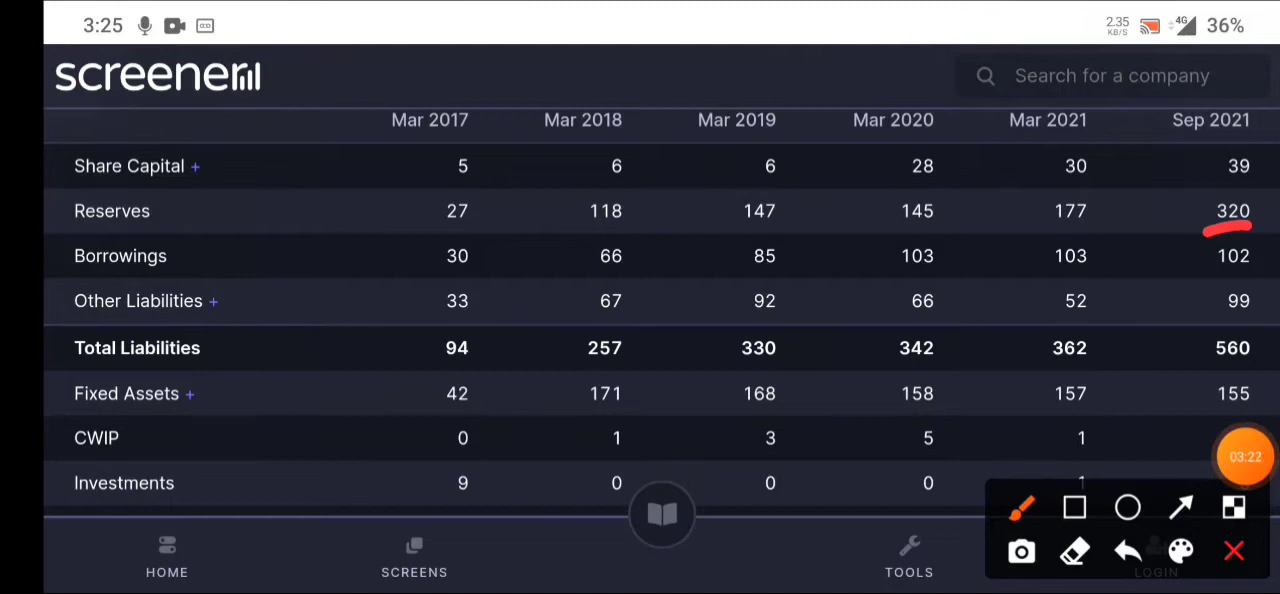 3:25 2.35 KB/S 4G 36%
screener Search for a company
Mar 2017 Mar 2018 Mar 2019 Mar 2020 Mar 2021 Sep 2021
Share Capital + 5 6 6 28 30 39
Reserves 27 118 147 145 177 320
Borrowings 30 66 85 103 103 102
Other Liabilities + 33 67 92 66 52 99
Total Liabilities 94 257 330 342 362 560
Fixed Assets + 42 171 168 158 157 155
CWIP 0 1 3 5 1
03:22
Investments 9 0 0 0 1
HOME SCREENS TOOLS LOGIN